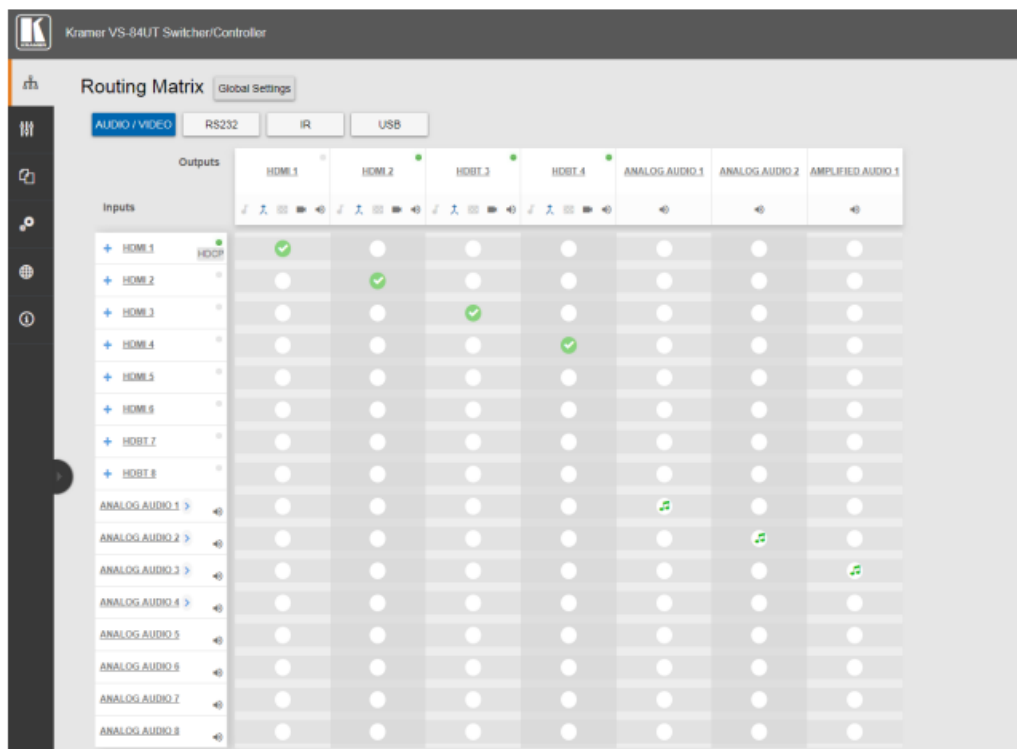 KRAMER
Kramer VS-84UT Switcher/Controller
Routing Matrix Global Settings
AUDIO / VIDEO RS232 IR USB
Outputs
HDMI 1 HDMI 2 HDBT 3 HDBT 4 ANALOG AUDIO 1 ANALOG AUDIO 2 AMPLIFIED AUDIO 1
Inputs
HDMI 1 HDCP
HDMI 2
HDMI 3
HDMI 4
HDMI 5
HDMI 6
HDBT 7
HDBT 8
ANALOG AUDIO 1
ANALOG AUDIO 2
ANALOG AUDIO 3
ANALOG AUDIO 4
ANALOG AUDIO 5
ANALOG AUDIO 6
ANALOG AUDIO 7
ANALOG AUDIO 8